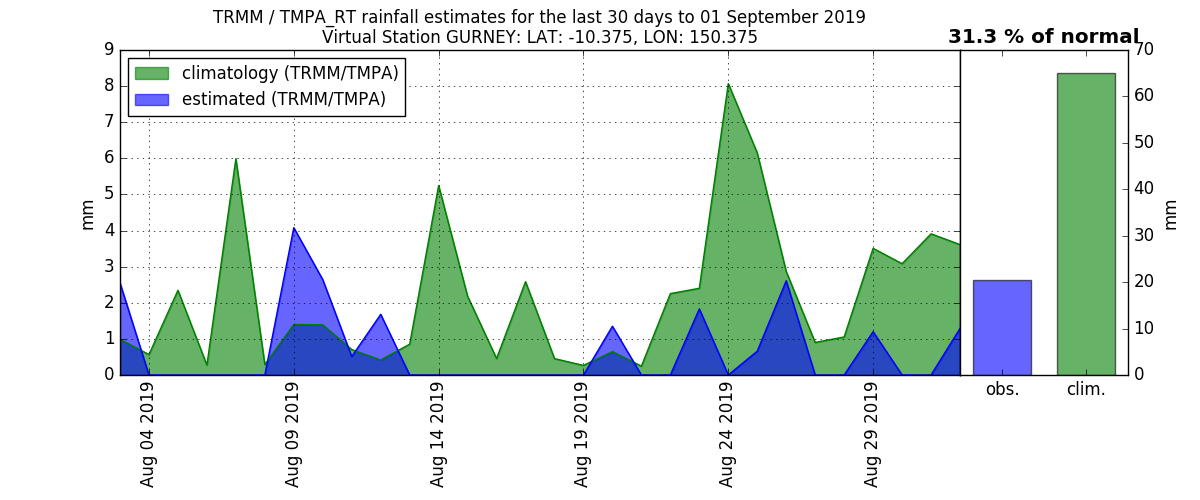 TRMM / TMPA_RT rainfall estimates for the last 30 days to 01 September 2019
Virtual Station GURNEY: LAT: -10.375, LON: 150.375
31.3 % of normal
climatology (TRMM/TMPA)
estimated (TRMM/TMPA)
9
8
7
6
5
4
3
2
1
0
mm
Aug 04 2019
Aug 09 2019
Aug 14 2019
Aug 19 2019
Aug 24 2019
Aug 29 2019
70
60
50
40
30
20
10
0
mm
obs.
clim.